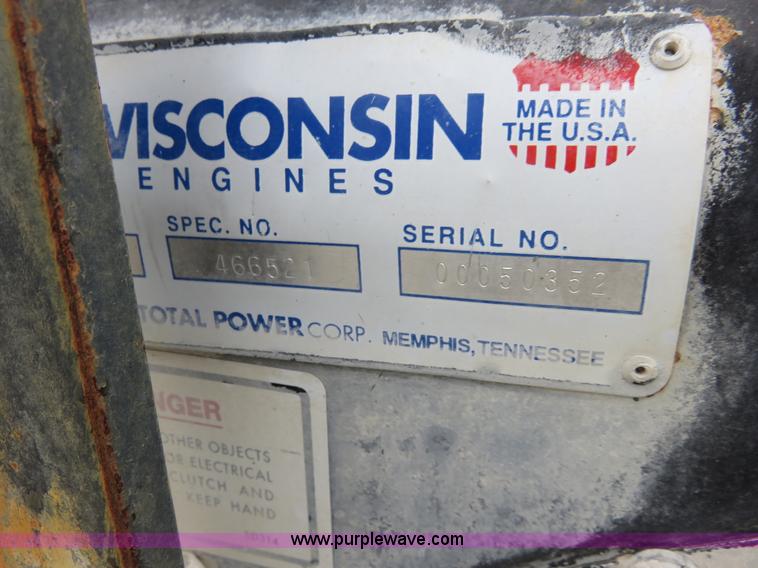 WISCONSIN
ENGINES
MADE IN
THE U.S.A.
SPEC. NO.
466521
SERIAL NO.
00050352
TOTAL POWER CORP. MEMPHIS, TENNESSEE
NGER
OTHER OBJECTS
OR ELECTRICAL
CLUTCH AND
KEEP HAND
www.purplewave.com